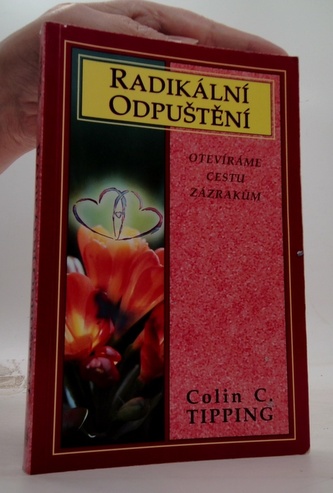 RADIKÁLNÍ
ODPUŠTĚNÍ
OTEVÍRÁME
CESTU
ZÁZRAKŮM
Colin C.
TIPPING